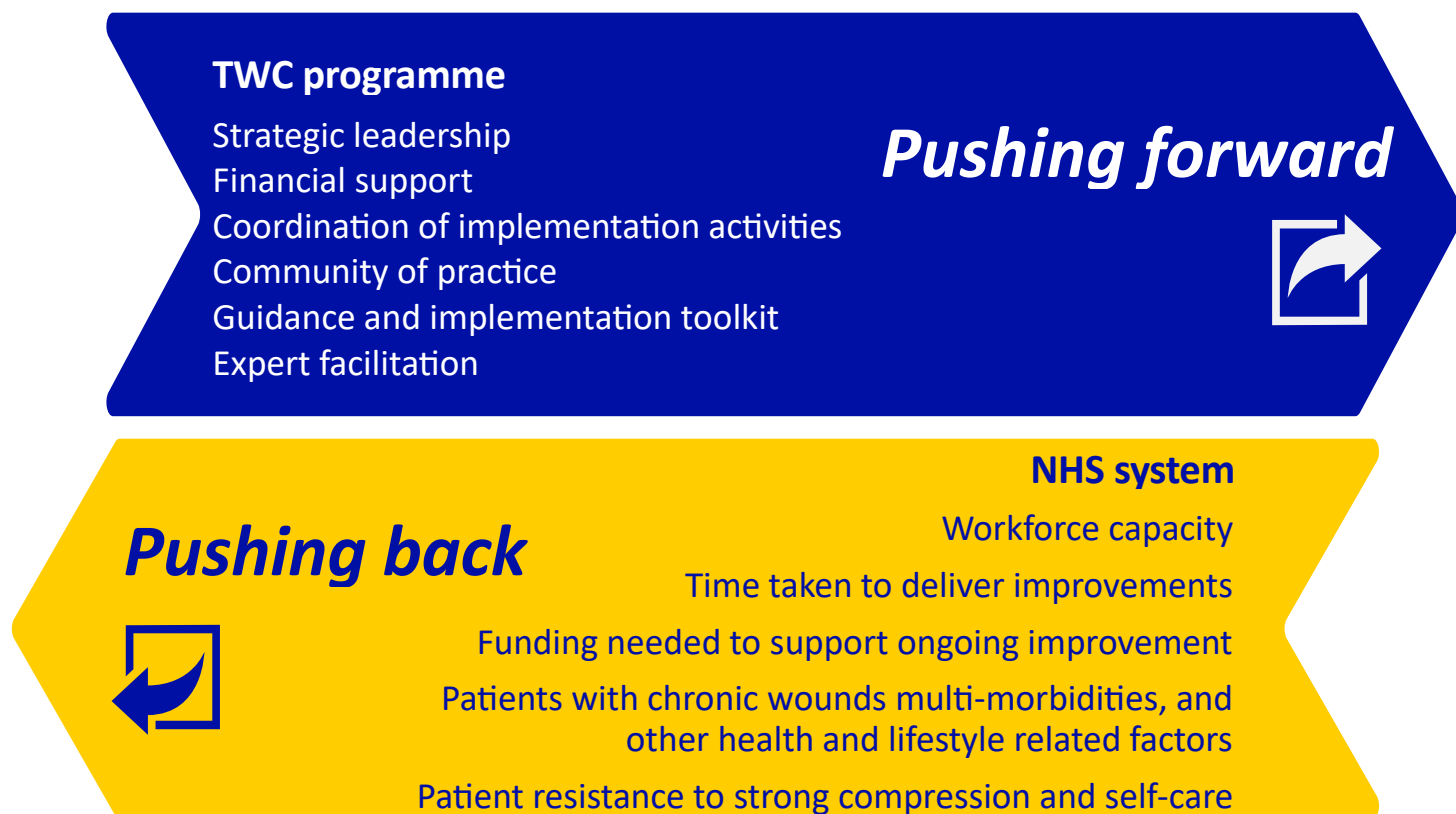 TWC programme
Strategic leadership
Financial support
Coordination of implementation activities
Community of practice
Guidance and implementation toolkit
Expert facilitation
Pushing forward
NHS system
Workforce capacity
Time taken to deliver improvements
Funding needed to support ongoing improvement
Patients with chronic wounds multi-morbidities, and
other health and lifestyle related factors
Patient resistance to strong compression and self-care
Pushing back